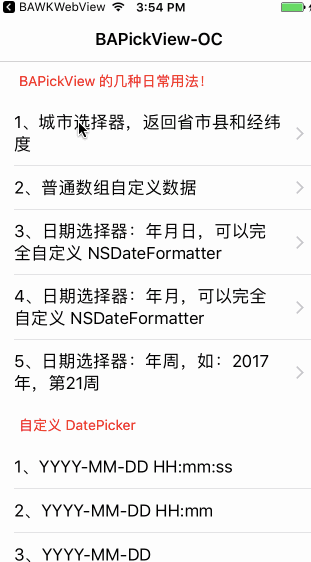 BAWKWebView 3:54 PM
BAPickView-OC
BAPickView 的几种日常用法！
1、城市选择器，返回省市县和经纬
度
2、普通数组自定义数据
3、日期选择器：年月日，可以完
全自定义 NSDateFormatter
4、日期选择器：年月，可以完全
自定义 NSDateFormatter
5、日期选择器：年周，如：2017
年，第21周
自定义 DatePicker
1、YYYY-MM-DD HH:mm:ss
2、YYYY-MM-DD HH:mm
3、YYYY-MM-DD